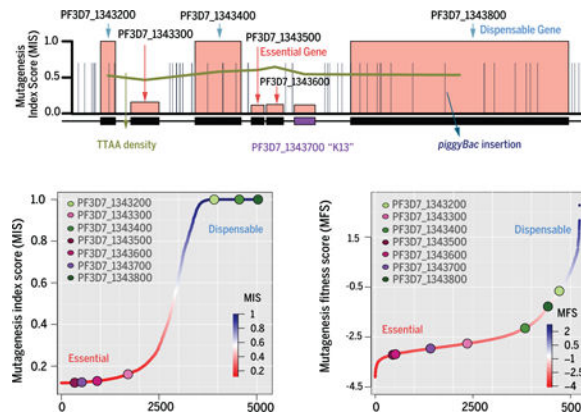 PF3D7_1343200
PF3D7_1343400
PF3D7_1343800
PF3D7_1343300
PF3D7_1343500
Essential Gene
Dispensable Gene
PF3D7_1343600
Mutagenesis
Index Score (MIS)
1.0
0.5
0.0
TTAA density
PF3D7_1343700 "K13"
piggyBac insertion
Mutagenesis index score (MIS)
1.0
0.8
0.6
0.4
0.2
PF3D7_1343200
PF3D7_1343300
PF3D7_1343400
PF3D7_1343500
PF3D7_1343600
PF3D7_1343700
PF3D7_1343800
Dispensable
Essential
MIS
1
0.8
0.6
0.4
0.2
0
2500
5000
Mutagenesis fitness score (MFS)
1.5
-0.5
-2.5
-4.5
PF3D7_1343200
PF3D7_1343300
PF3D7_1343400
PF3D7_1343500
PF3D7_1343600
PF3D7_1343700
PF3D7_1343800
Dispensable
Essential
MFS
2
0.5
-1
-2.5
-4
0
2500
5000